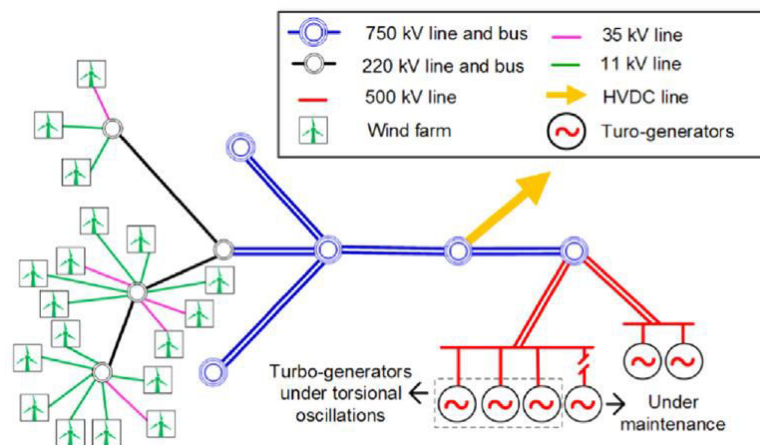 750 kV line and bus
35 kV line
220 kV line and bus
11 kV line
500 kV line
HVDC line
Wind farm
Turo-generators
Turbo-generators
under torsional
oscillations
Under
maintenance